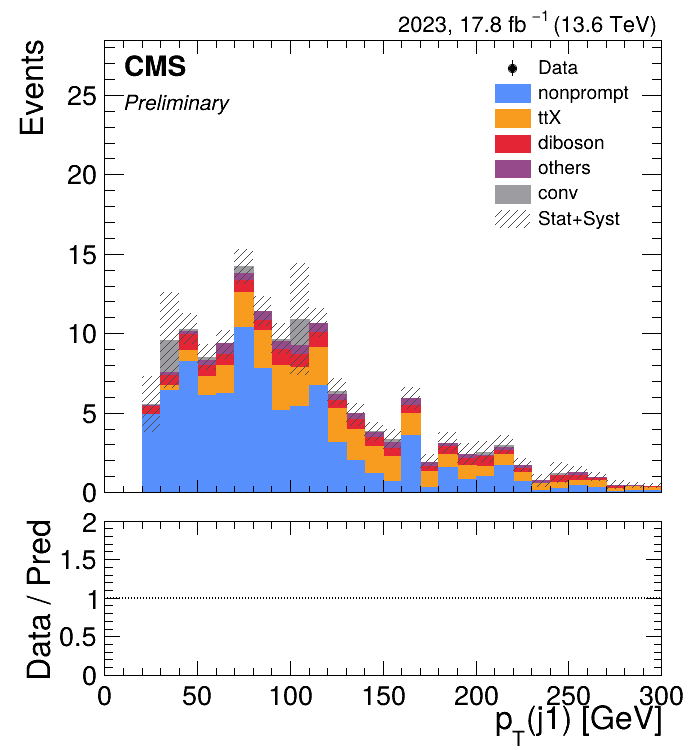 2023, 17.8 fb⁻¹ (13.6 TeV)
CMS
Preliminary
Events
25
20
15
10
5
0
Data
nonprompt
ttX
diboson
others
conv
Stat+Syst
Data / Pred
2
1.5
1
0.5
0
0 50 100 150 200 250 300
p_T(j1) [GeV]